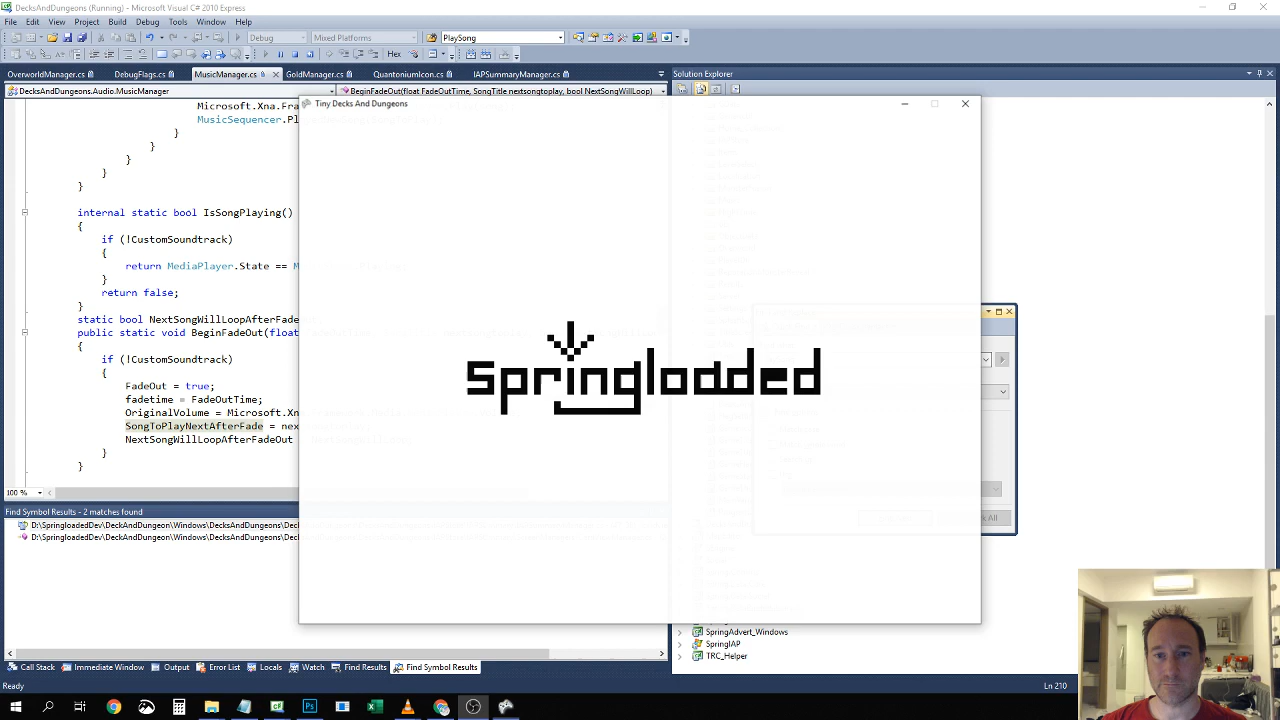 DecksAndDungeons (Running) - Microsoft Visual C# 2010 Express
File Edit View Project Build Debug Data Tools Window Help
Debug Mixed Platforms PlaySong
Hex
OverworldManager.cs DebugFlags.cs MusicManager.cs GoldManager.cs QuantoniumIcon.cs IAPSummaryManager.cs Solution Explorer
DecksAndDungeons.Audio.MusicManager BeginFadeOut(float FadeOutTime, SongTitle nextsongtoplay, bool NextSongWillLoop)
Tiny Decks And Dungeons
Microsoft.Xna.Fra
MusicSequencer.P
}
}
}
}
}
internal static bool IsSongPlaying()
{
if (!CustomSoundtrack)
{
return MediaPlayer.State == M
}
return false;
}
static bool NextSongWillLoopAfterFade
public static void BeginFadeOut(float
{
if (!CustomSoundtrack)
{
FadeOut = true;
fadetime = FadeOutTime;
OriginalVolume = Microsoft.X
SongToPlayNextAfterFade = nex
NextSongWillLoopAfterFadeOut
}
}
springloaded
100 %
Find Symbol Results - 2 matches found
D:\SpringloadedDev\DeckAndDungeon\Windows\DecksAndDungeons\Dec
D:\SpringloadedDev\DeckAndDungeon\Windows\DecksAndDungeons\Dec
k All
SpringAdvert_Windows
SpringIAP
TRC_Helper
Call Stack Immediate Window Output Error List Locals Watch Find Results Find Symbol Results
Ready Ln 210